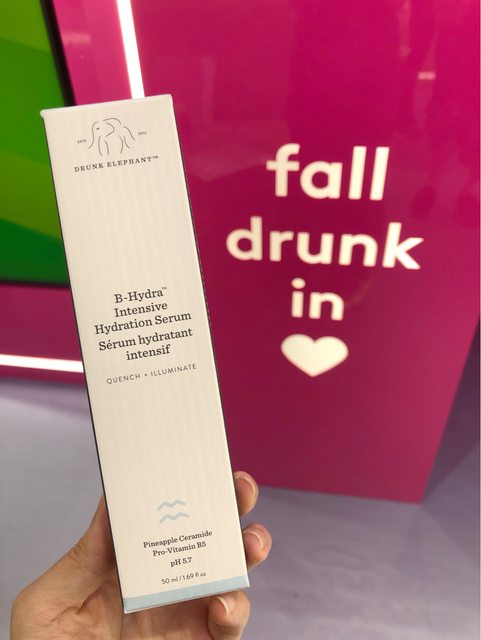 ESTD 2012
DRUNK ELEPHANT™
B-Hydra™
Intensive
Hydration Serum
Sérum hydratant
intensif
QUENCH + ILLUMINATE
Pineapple Ceramide
Pro-Vitamin B5
pH 5.7
50 ml / 1.69 fl oz
fall
drunk
in